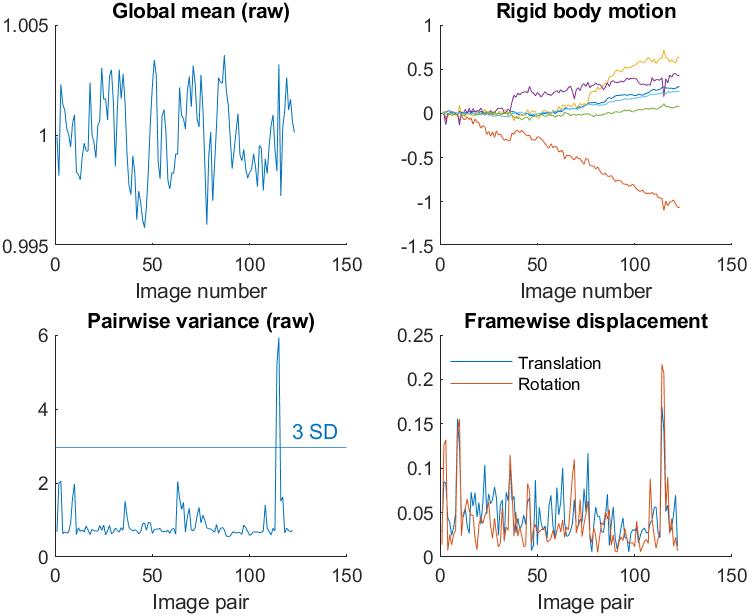 Global mean (raw)
1.005
1
0.995
0 50 100 150
Image number
Rigid body motion
1
0.5
0
-0.5
-1
-1.5
0 50 100 150
Image number
Pairwise variance (raw)
6
4
2
0
3 SD
0 50 100 150
Image pair
Framewise displacement
0.25
0.2
0.15
0.1
0.05
0
Translation
Rotation
0 50 100 150
Image pair